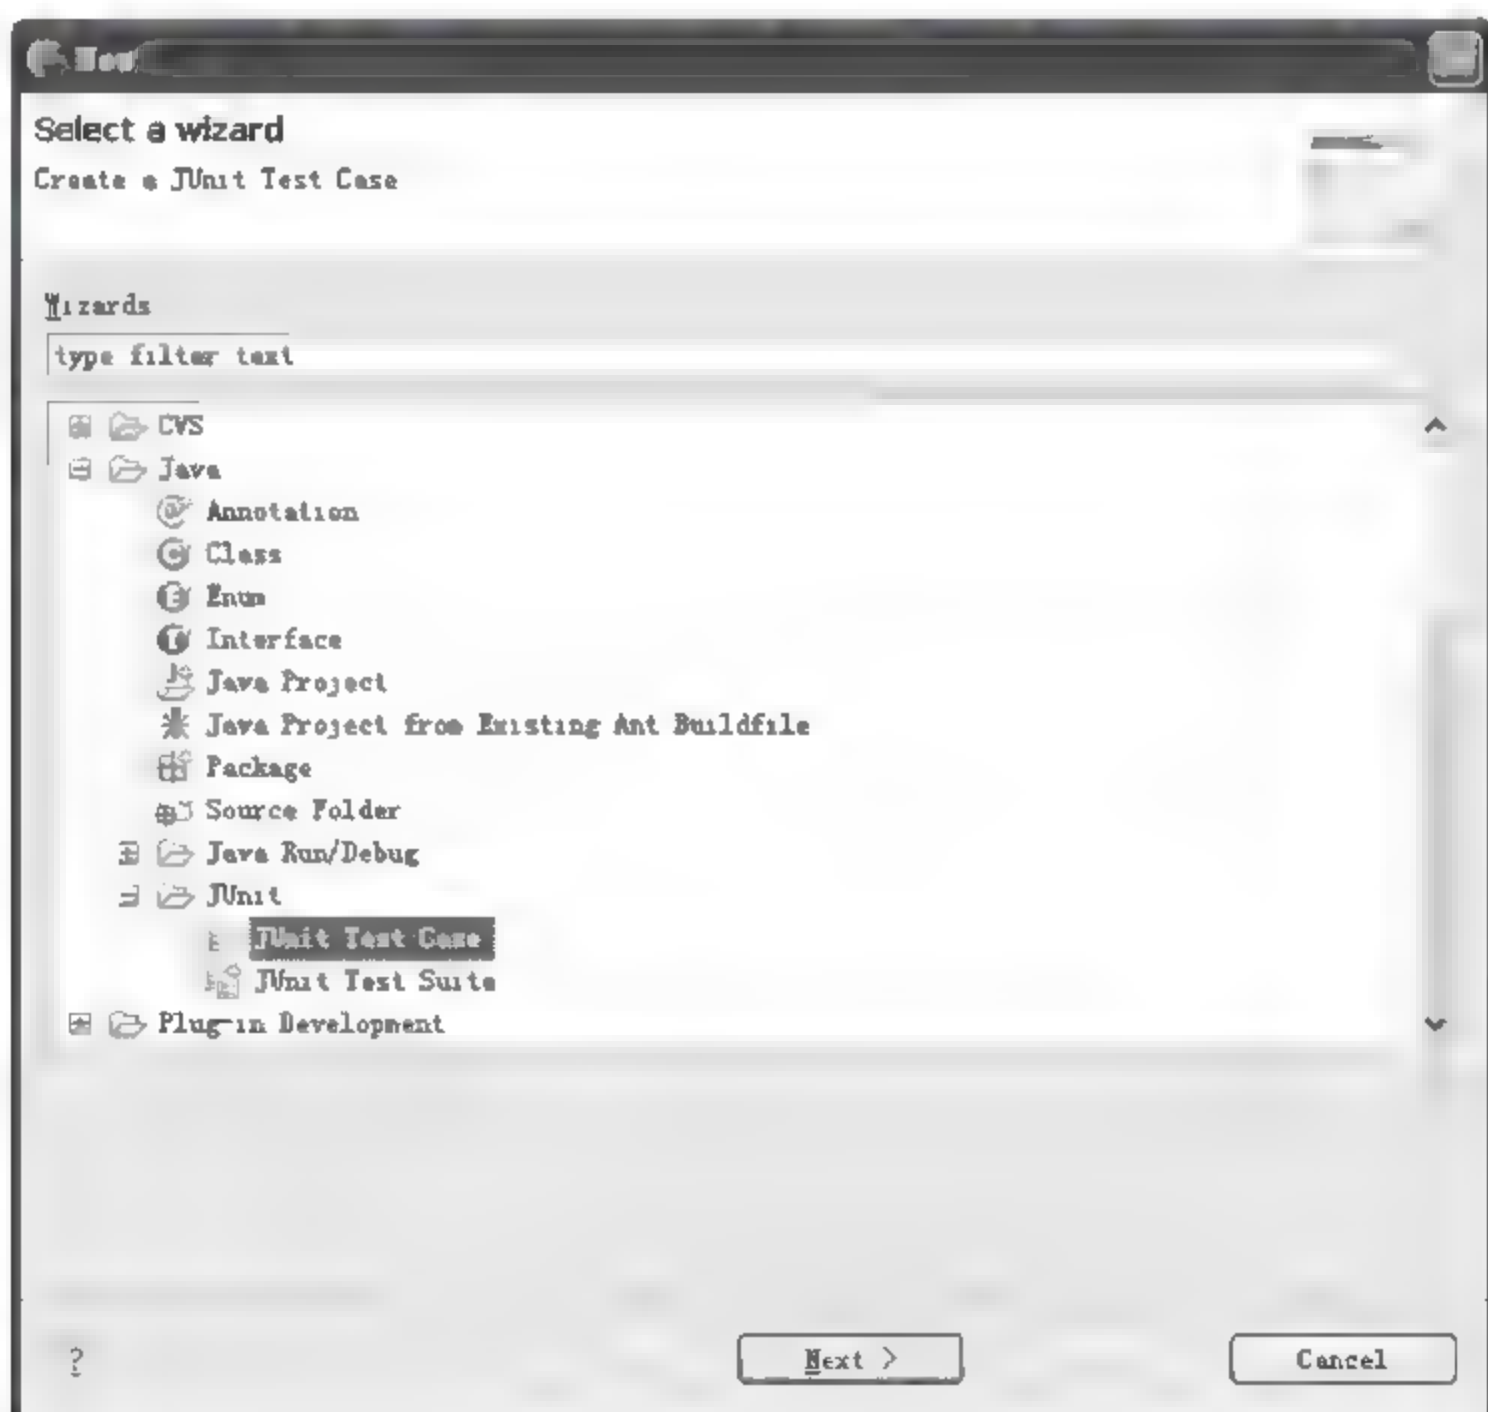 New
Select a wizard
Create a JUnit Test Case
Wizards
type filter text
CVS
Java
Annotation
Class
Enum
Interface
Java Project
Java Project from Existing Ant Buildfile
Package
Source Folder
Java Run/Debug
JUnit
JUnit Test Case
JUnit Test Suite
Plug-in Development
?
Next >
Cancel